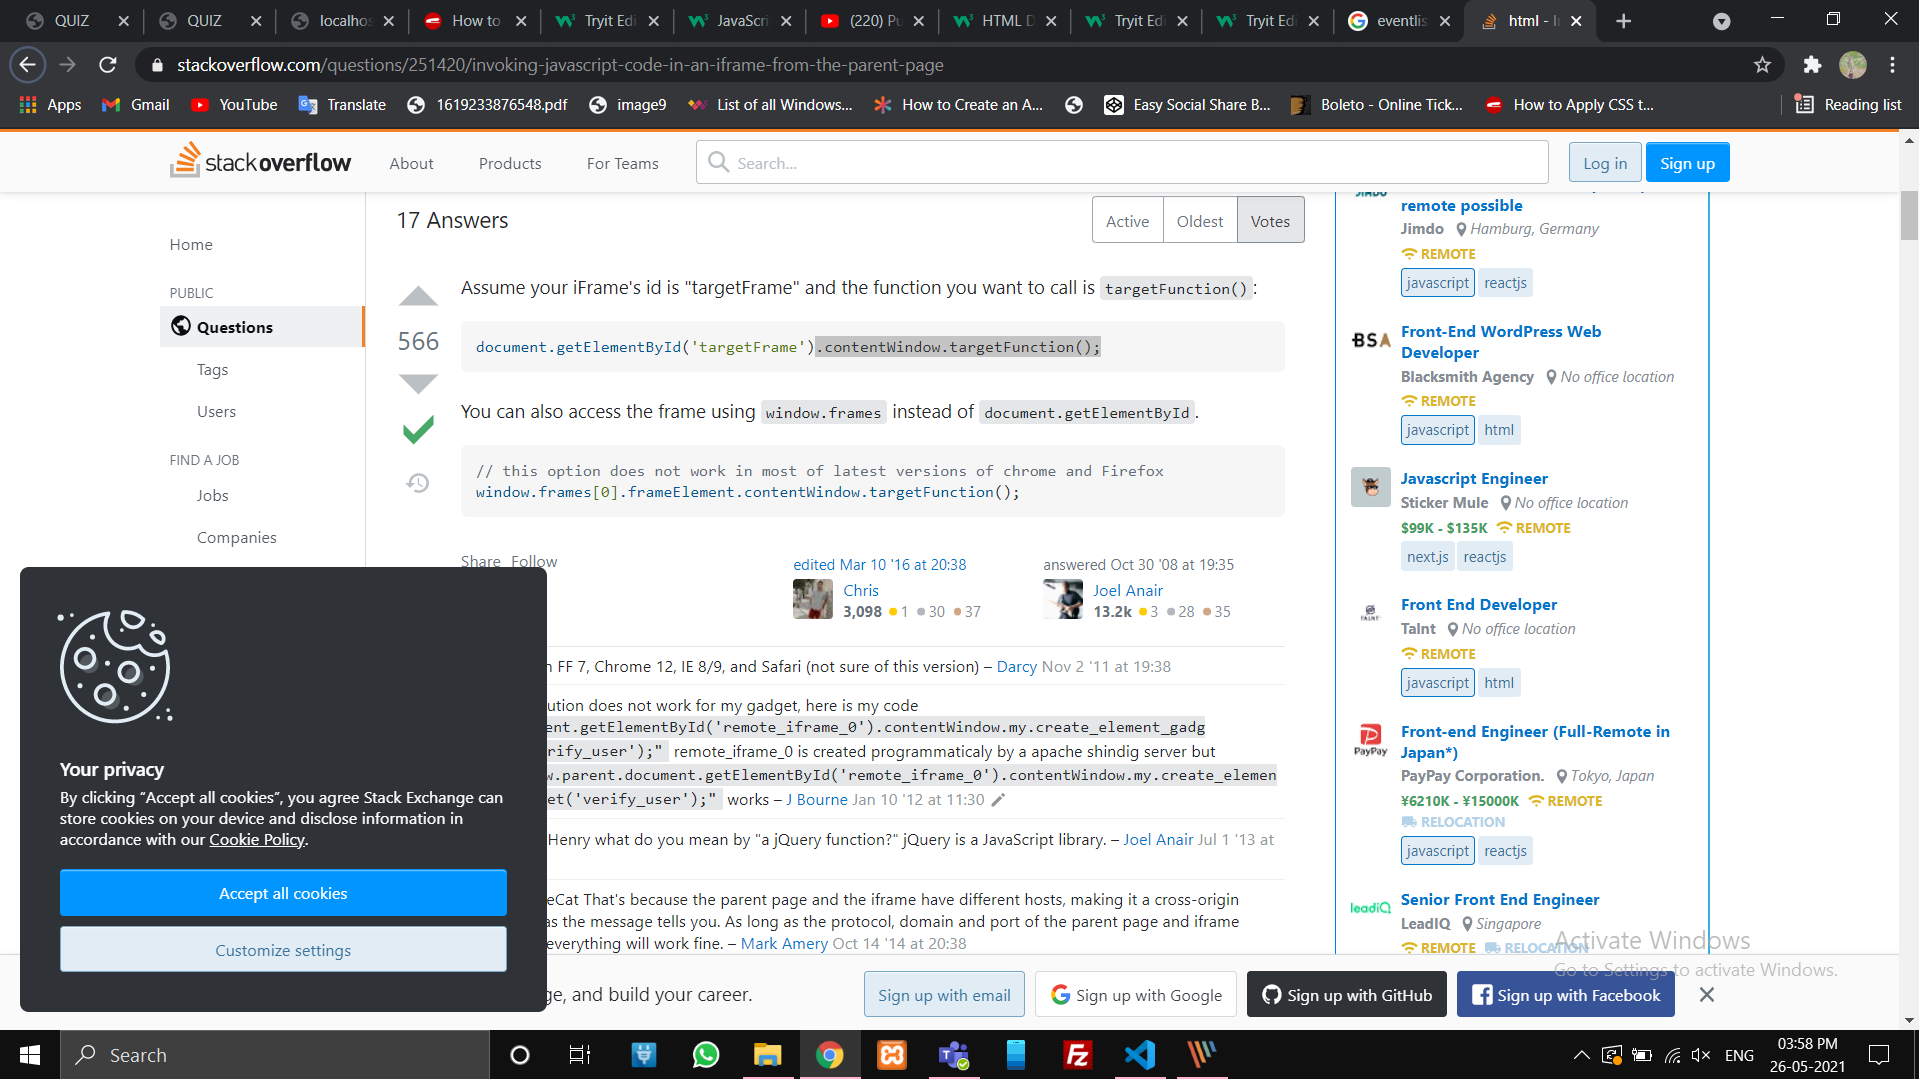 QUIZ
QUIZ
localhos
How to
Tryit Edi
JavaScri
(220) Pu
HTML D
Tryit Edi
Tryit Edi
eventlis
html - I
stackoverflow.com/questions/251420/invoking-javascript-code-in-an-iframe-from-the-parent-page
Apps
Gmail
YouTube
Translate
1619233876548.pdf
image9
List of all Windows...
How to Create an A...
Easy Social Share B...
Boleto - Online Tick...
How to Apply CSS t...
Reading list
stack overflow
About
Products
For Teams
Search...
Log in
Sign up
Home
PUBLIC
Questions
Tags
Users
FIND A JOB
Jobs
Companies
17 Answers
Active
Oldest
Votes
566
Assume your iFrame's id is "targetFrame" and the function you want to call is targetFunction() :
document.getElementById('targetFrame').contentWindow.targetFunction();
You can also access the frame using window.frames instead of document.getElementById .
// this option does not work in most of latest versions of chrome and Firefox
window.frames[0].frameElement.contentWindow.targetFunction();
Share Follow
edited Mar 10 '16 at 20:38
Chris
3,098 1 30 37
answered Oct 30 '08 at 19:35
Joel Anair
13.2k 3 28 35
FF 7, Chrome 12, IE 8/9, and Safari (not sure of this version) – Darcy Nov 2 '11 at 19:38
ution does not work for my gadget, here is my code
ent.getElementById('remote_iframe_0').contentWindow.my.create_element_gadg
rify_user');" remote_iframe_0 is created programmaticaly by a apache shindig server but
w.parent.document.getElementById('remote_iframe_0').contentWindow.my.create_elemen
et('verify_user');" works – J Bourne Jan 10 '12 at 11:30
Henry what do you mean by "a jQuery function?" jQuery is a JavaScript library. – Joel Anair Jul 1 '13 at
eCat That's because the parent page and the iframe have different hosts, making it a cross-origin
as the message tells you. As long as the protocol, domain and port of the parent page and iframe
everything will work fine. – Mark Amery Oct 14 '14 at 20:38
remote possible
Jimdo Hamburg, Germany
REMOTE
javascript reactjs
BSA
Front-End WordPress Web
Developer
Blacksmith Agency No office location
REMOTE
javascript html
Javascript Engineer
Sticker Mule No office location
$99K - $135K REMOTE
next.js reactjs
Front End Developer
Talnt No office location
REMOTE
javascript html
PayPay
Front-end Engineer (Full-Remote in
Japan*)
PayPay Corporation. Tokyo, Japan
¥6210K - ¥15000K REMOTE
RELOCATION
javascript reactjs
leadiQ
Senior Front End Engineer
LeadIQ Singapore
REMOTE RELOCATION
Activate Windows
Go to Settings to activate Windows.
Your privacy
By clicking “Accept all cookies”, you agree Stack Exchange can
store cookies on your device and disclose information in
accordance with our Cookie Policy.
Accept all cookies
Customize settings
ge, and build your career.
Sign up with email
Sign up with Google
Sign up with GitHub
Sign up with Facebook
Search
ENG
03:58 PM
26-05-2021